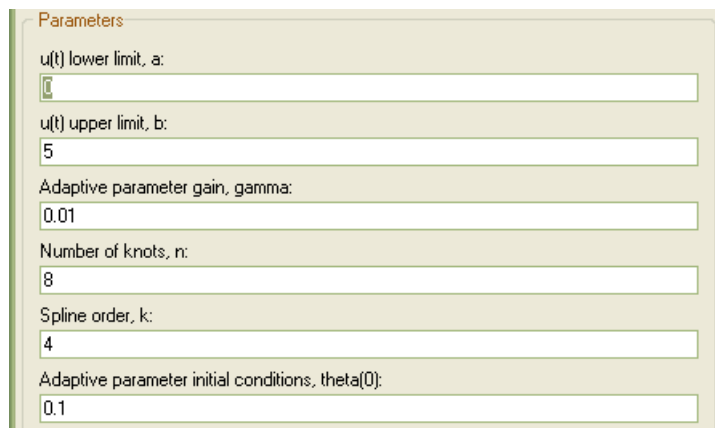 Parameters
u(t) lower limit, a:
0
u(t) upper limit, b:
5
Adaptive parameter gain, gamma:
0.01
Number of knots, n:
8
Spline order, k:
4
Adaptive parameter initial conditions, theta(0):
0.1